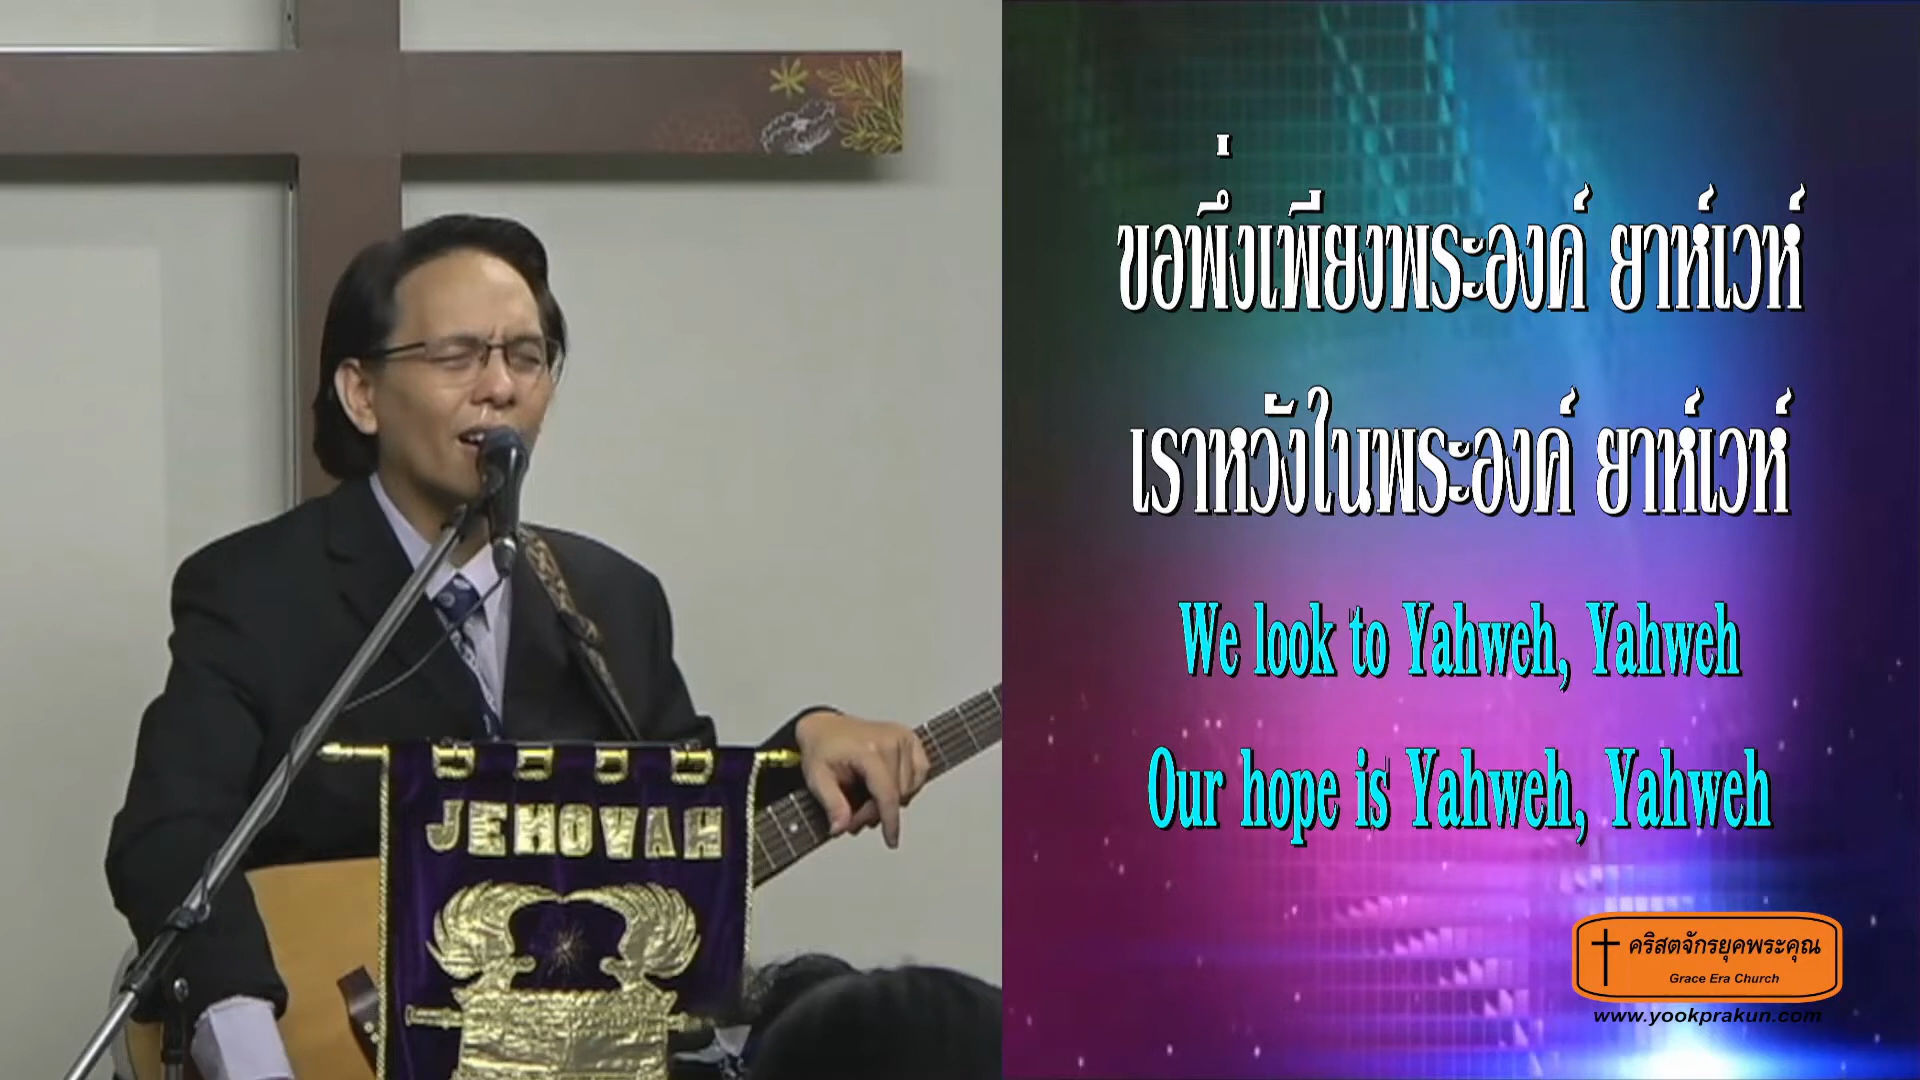 JEHOVAH
ขอพึ่งเพียงพระองค์ ยาห์เวห์
เราหวังในพระองค์ ยาห์เวห์
We look to Yahweh, Yahweh
Our hope is Yahweh, Yahweh
คริสตจักรยุคพระคุณ
Grace Era Church
www.yookprakun.com